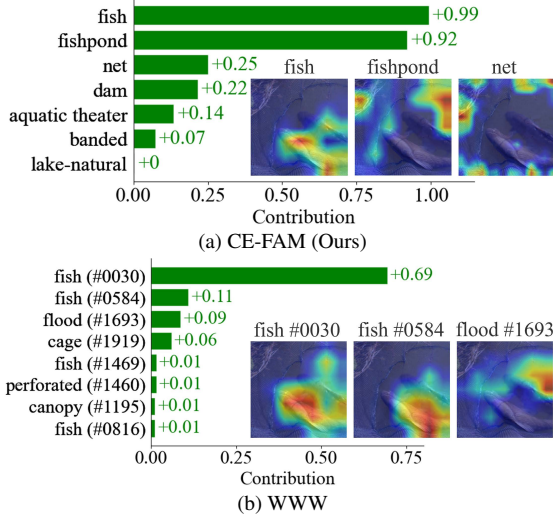 fish +0.99
fishpond +0.92
net +0.25
dam +0.22
aquatic theater +0.14
banded +0.07
lake-natural +0
fish fishpond net
0.00 0.25 0.50 0.75 1.00
Contribution
(a) CE-FAM (Ours)
fish (#0030) +0.69
fish (#0584) +0.11
flood (#1693) +0.09
cage (#1919) +0.06
fish (#1469) +0.01
perforated (#1460) +0.01
canopy (#1195) +0.01
fish (#0816) +0.01
fish #0030 fish #0584 flood #1693
0.00 0.25 0.50 0.75
Contribution
(b) WWW